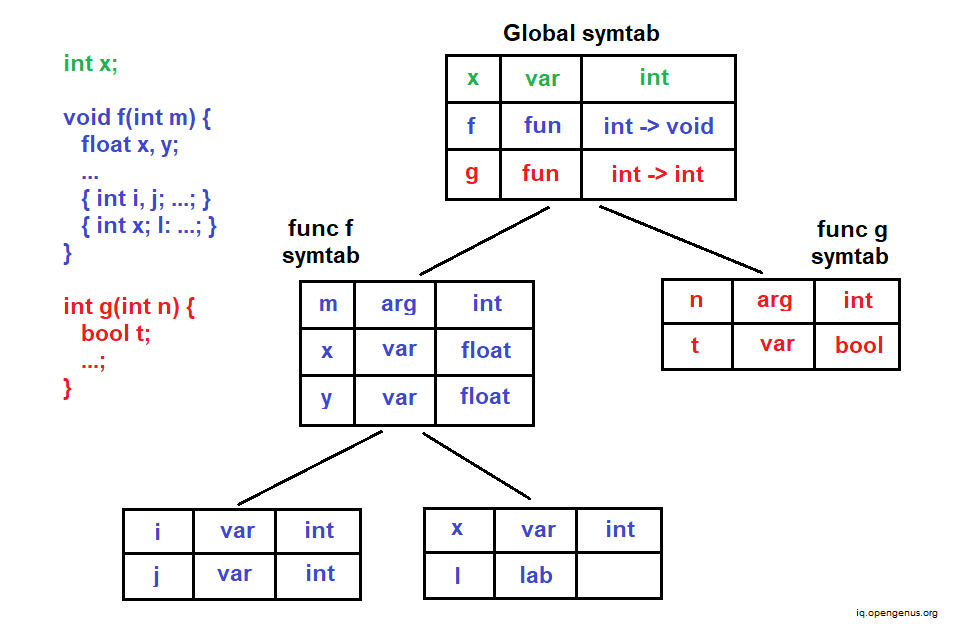 Global symtab
int x;
x var int
void f(int m) {
f fun int -> void
float x, y;
...
g fun int -> int
{ int i, j; ...; }
{ int x; l: ...; }
}
func f
symtab
func g
symtab
int g(int n) {
bool t;
...;
}
m arg int
x var float
y var float
n arg int
t var bool
i var int
j var int
x var int
l lab
iq.opengenus.org